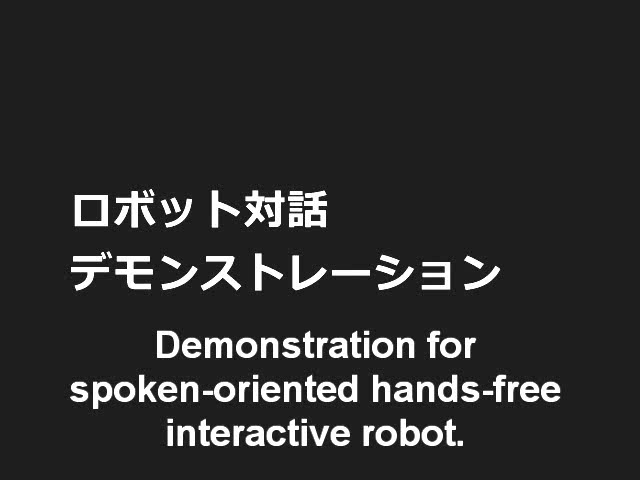 ロボット対話
デモンストレーション
Demonstration for
spoken-oriented hands-free
interactive robot.